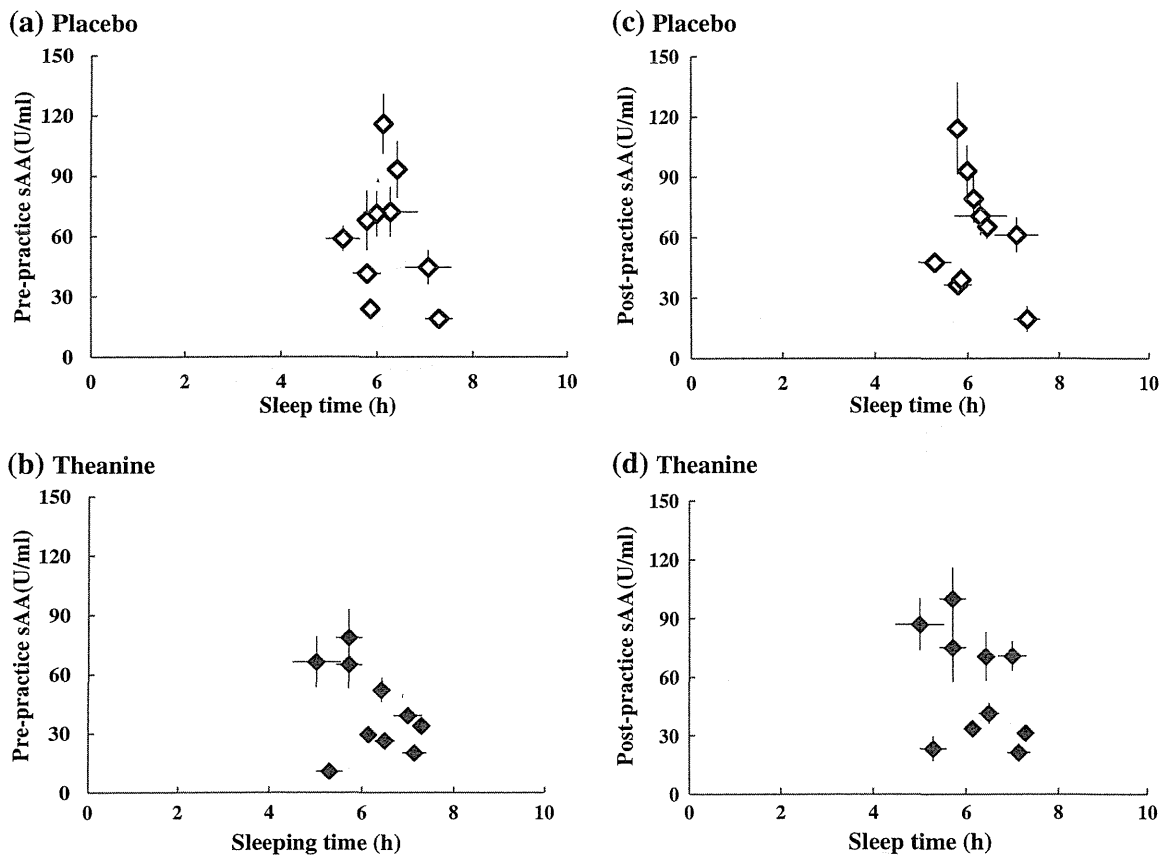 (a) Placebo
150
120
90
60
30
0
0 2 4 6 8 10
Pre-practice sAA(U/ml)
Sleep time (h)
(c) Placebo
150
120
90
60
30
0
0 2 4 6 8 10
Post-practice sAA(U/ml)
Sleep time (h)
(b) Theanine
150
120
90
60
30
0
0 2 4 6 8 10
Pre-practice sAA(U/ml)
Sleeping time (h)
(d) Theanine
150
120
90
60
30
0
0 2 4 6 8 10
Post-practice sAA(U/ml)
Sleep time (h)